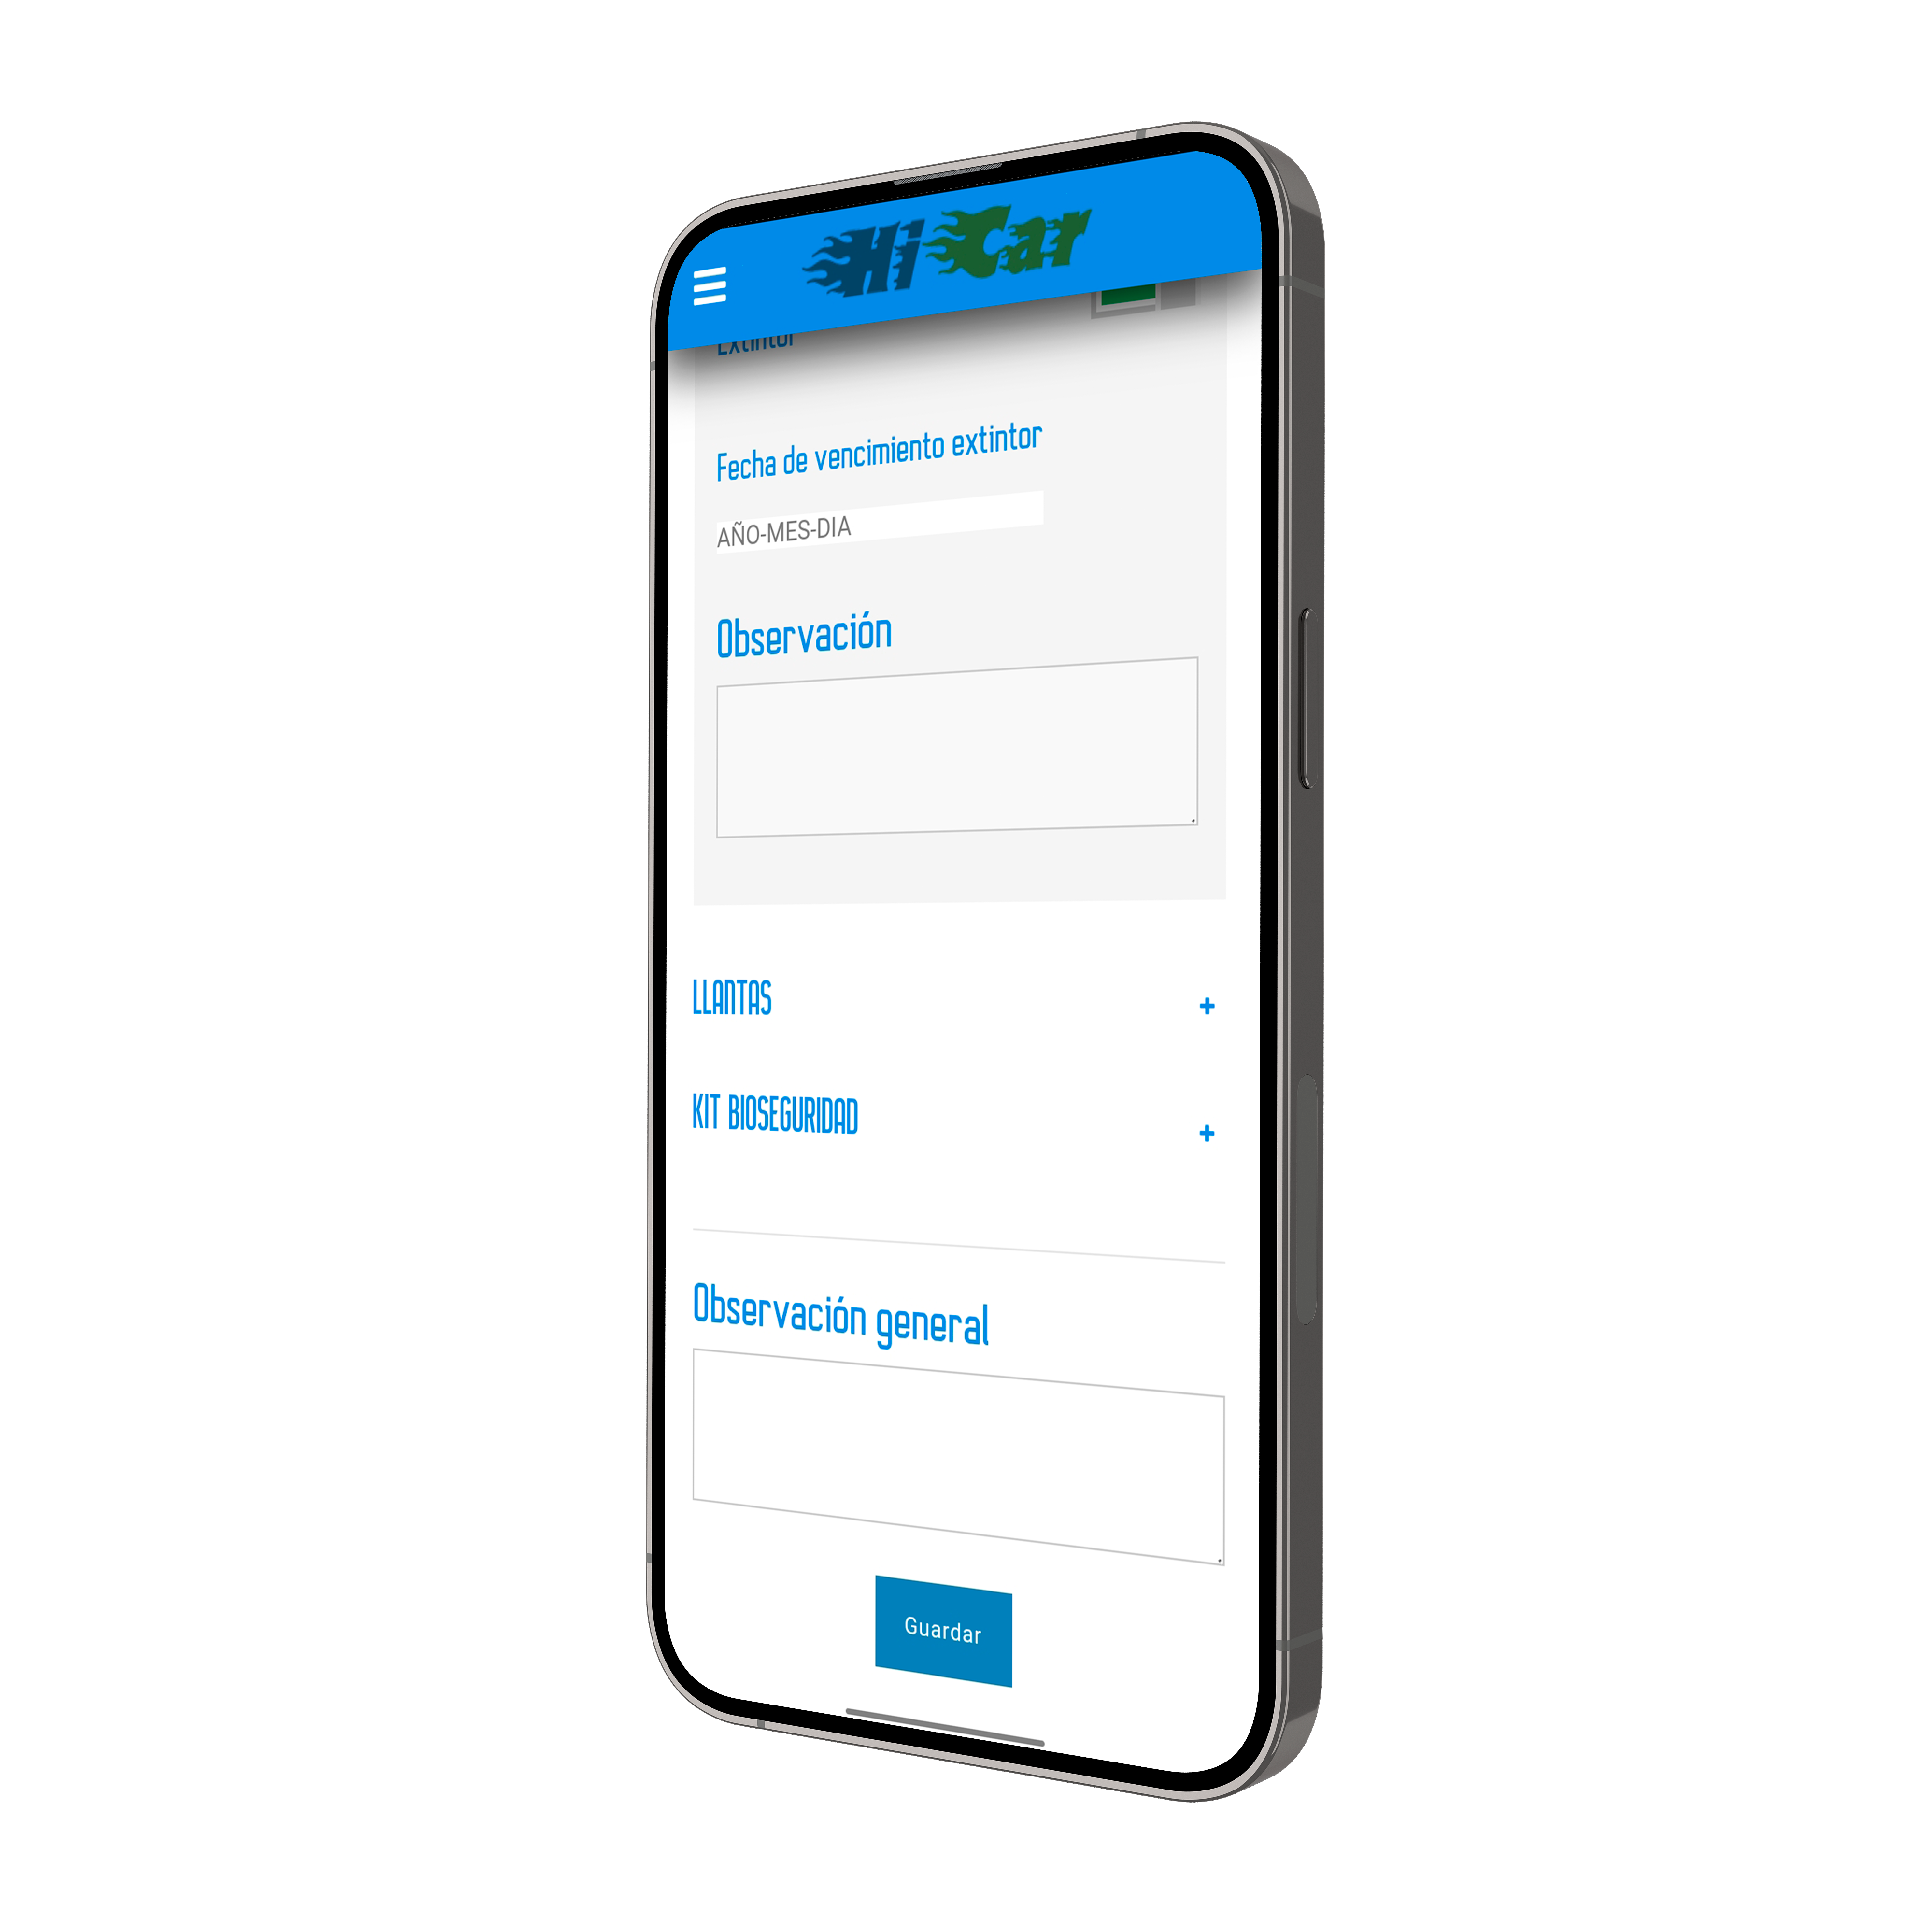 Hi Car
Extintor
Fecha de vencimiento extintor
AÑO-MES-DIA
Observación
LLANTAS
KIT BIOSEGURIDAD
Observación general
Guardar